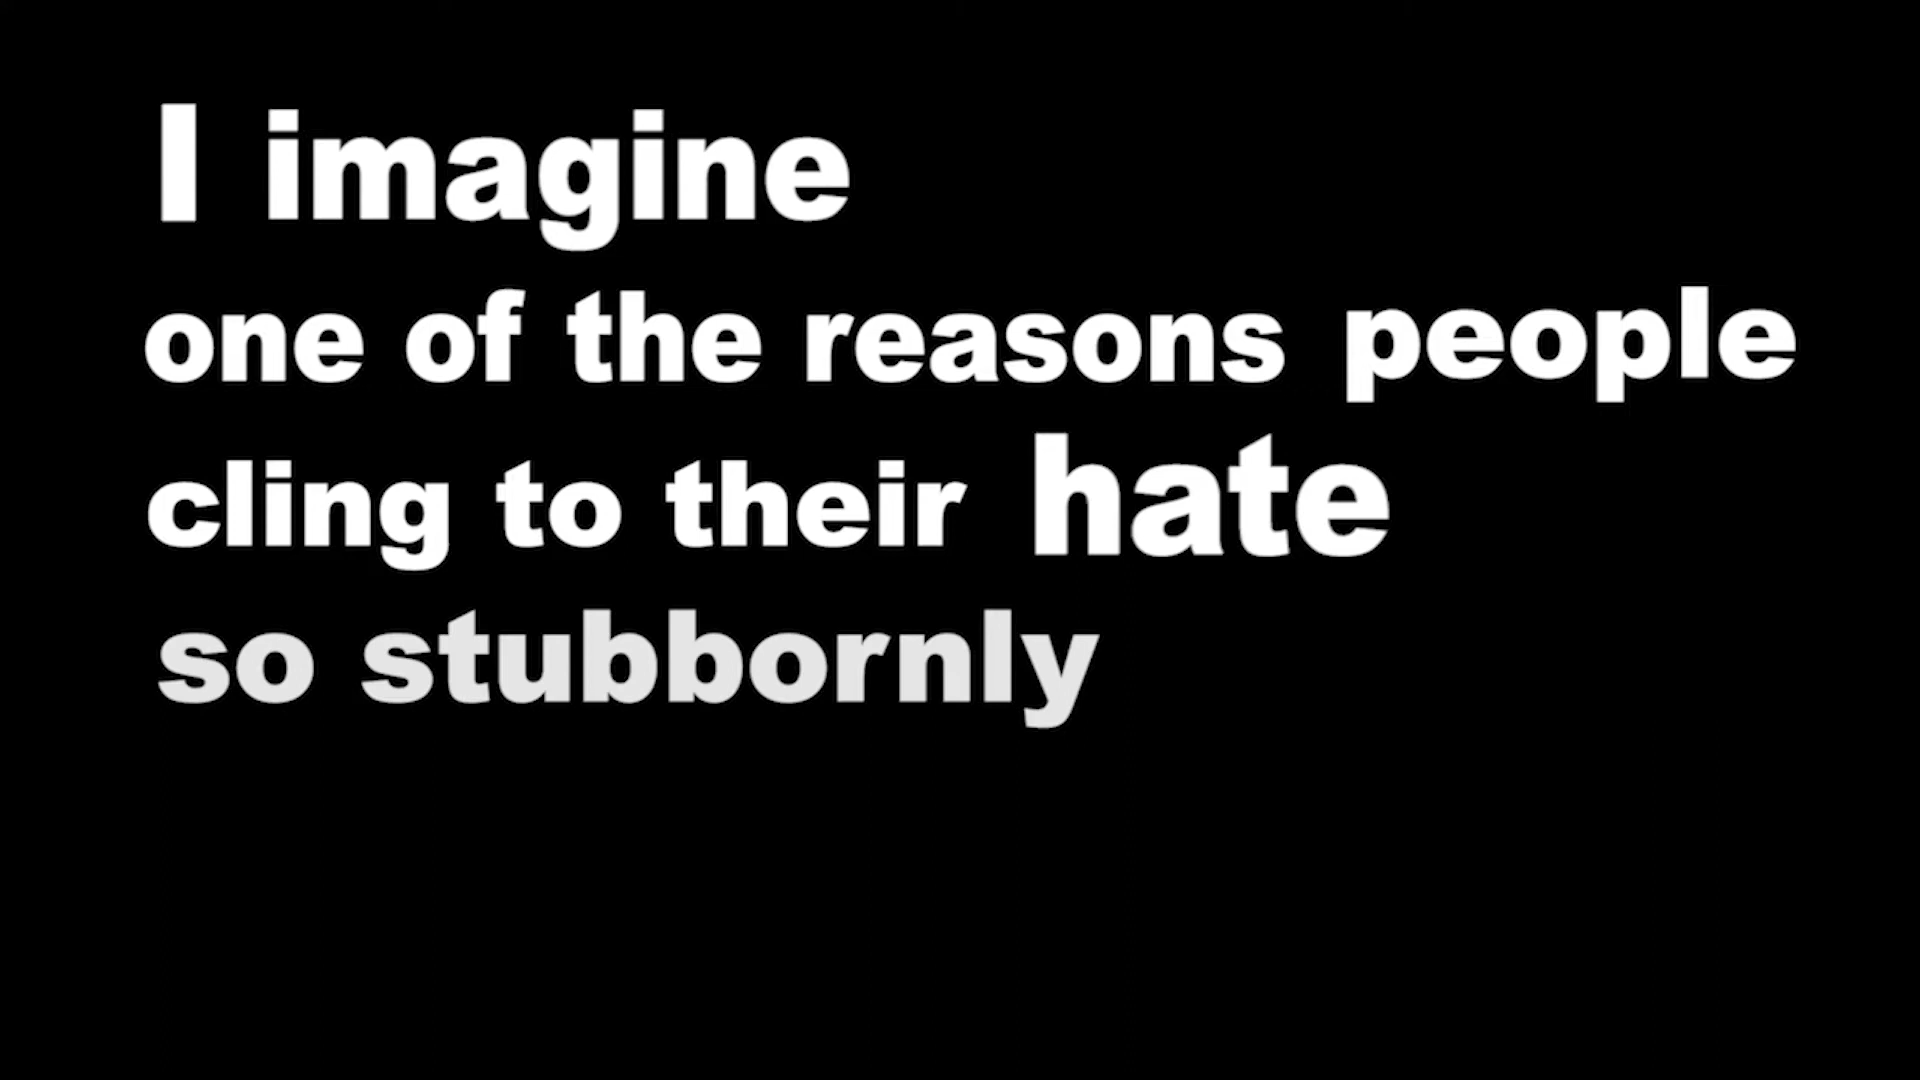 I imagine
one of the reasons people
cling to their hate
so stubbornly